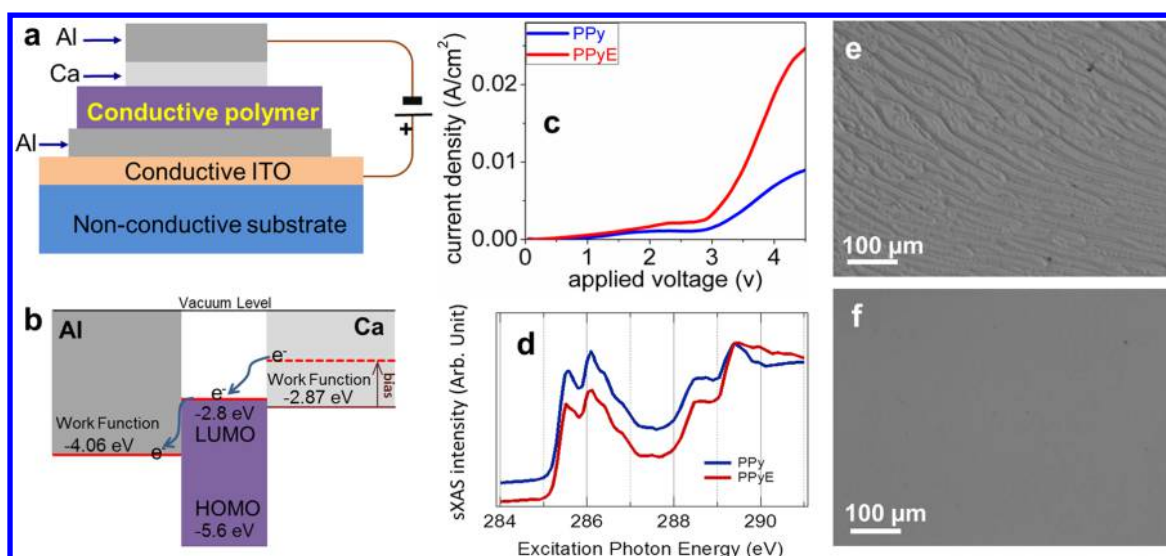 a
Al
Ca
Conductive polymer
Al
Conductive ITO
Non-conductive substrate
+
b
Vacuum Level
Al
Ca
e-
bias
Work Function
-2.87 eV
e-
-2.8 eV
LUMO
Work Function
-4.06 eV
e-
HOMO
-5.6 eV
c
PPy
PPyE
current density (A/cm²)
0.02
0.01
0.00
0 1 2 3 4
applied voltage (v)
d
sXAS intensity (Arb. Unit)
PPy
PPyE
284 286 288 290
Excitation Photon Energy (eV)
e
100 µm
f
100 µm